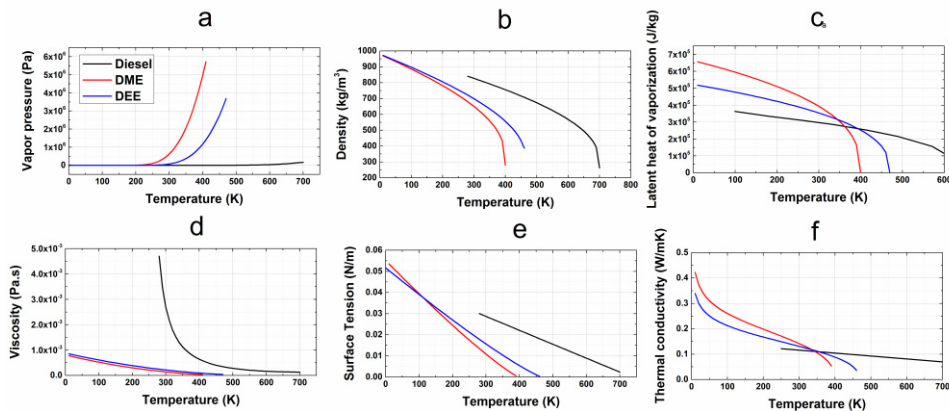 a
Vapor pressure (Pa)
6x10⁶
5x10⁶
4x10⁶
3x10⁶
2x10⁶
1x10⁶
0
Diesel
DME
DEE
0 100 200 300 400 500 600 700
Temperature (K)
b
Density (kg/m³)
1000
900
800
700
600
500
400
300
200
0 100 200 300 400 500 600 700 800
Temperature (K)
c
Latent heat of vaporization (J/kg)
7x10⁵
6x10⁵
5x10⁵
4x10⁵
3x10⁵
2x10⁵
1x10⁵
0
0 100 200 300 400 500 600
Temperature (K)
d
Viscosity (Pa.s)
5.0x10⁻³
4.0x10⁻³
3.0x10⁻³
2.0x10⁻³
1.0x10⁻³
0.0
0 100 200 300 400 500 600 700
Temperature (K)
e
Surface Tension (N/m)
0.06
0.05
0.04
0.03
0.02
0.01
0.00
0 100 200 300 400 500 600 700
Temperature (K)
f
Thermal conductivity (W/mK)
0.5
0.4
0.3
0.2
0.1
0.0
0 100 200 300 400 500 600 700
Temperature (K)